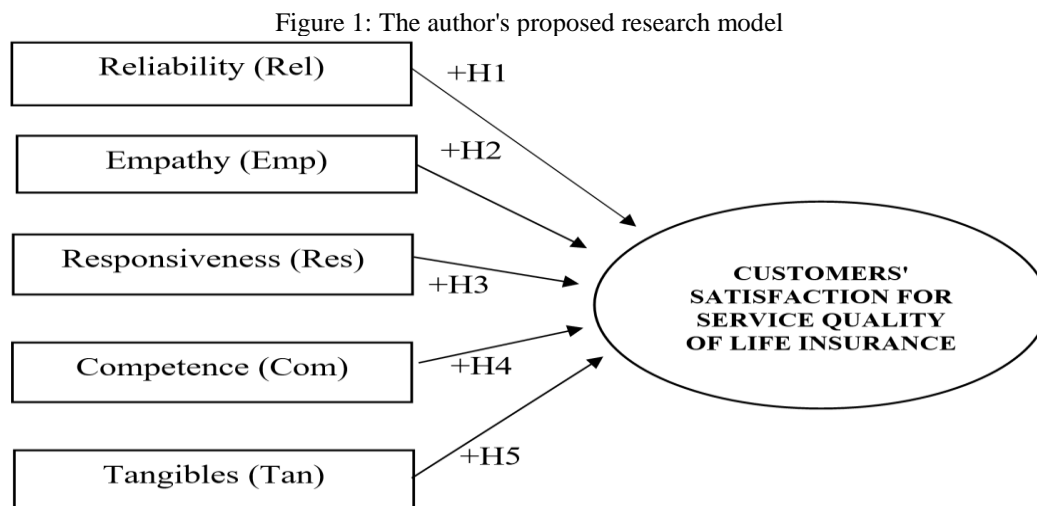 Figure 1: The author's proposed research model
Reliability (Rel)
+H1
Empathy (Emp)
+H2
Responsiveness (Res)
+H3
Competence (Com)
+H4
Tangibles (Tan)
+H5
CUSTOMERS'
SATISFACTION FOR
SERVICE QUALITY
OF LIFE INSURANCE